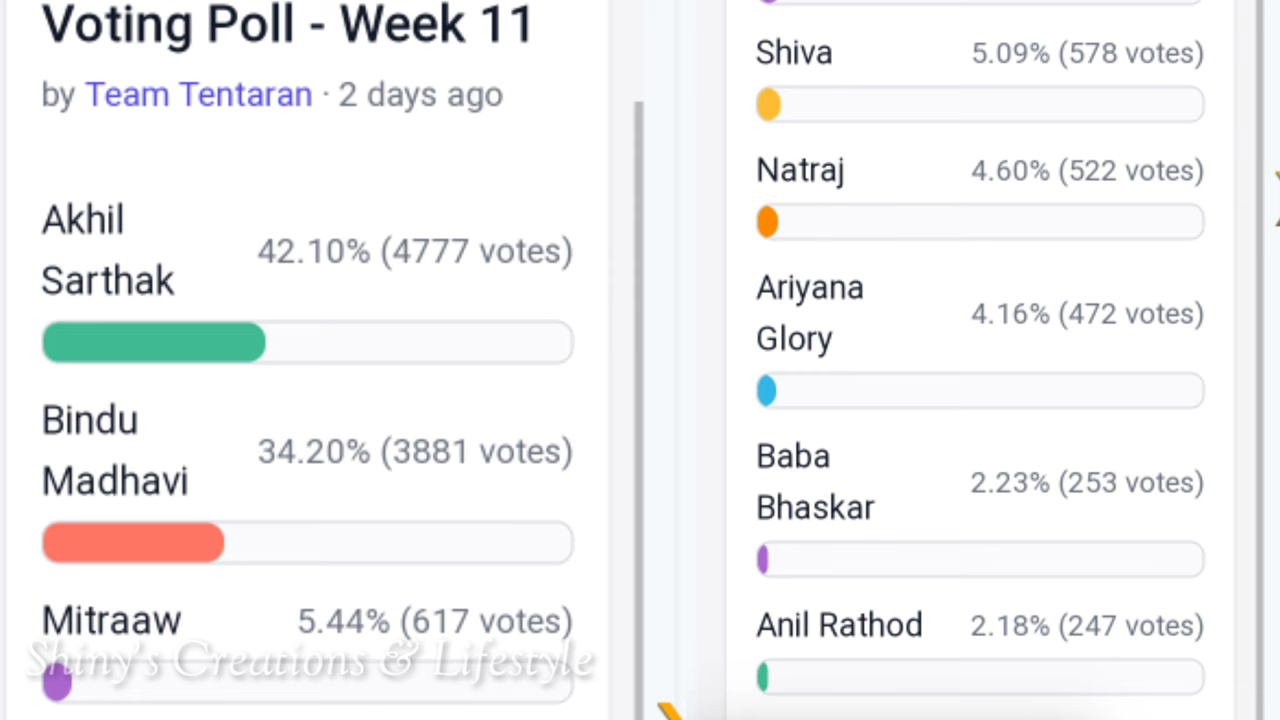 Voting Poll - Week 11
by Team Tentaran · 2 days ago
Akhil
Sarthak
42.10% (4777 votes)
Bindu
Madhavi
34.20% (3881 votes)
Mitraaw 5.44% (617 votes)
Shiny's Creations & Lifestyle
Shiva 5.09% (578 votes)
Natraj 4.60% (522 votes)
Ariyana
Glory
4.16% (472 votes)
Baba
Bhaskar
2.23% (253 votes)
Anil Rathod 2.18% (247 votes)